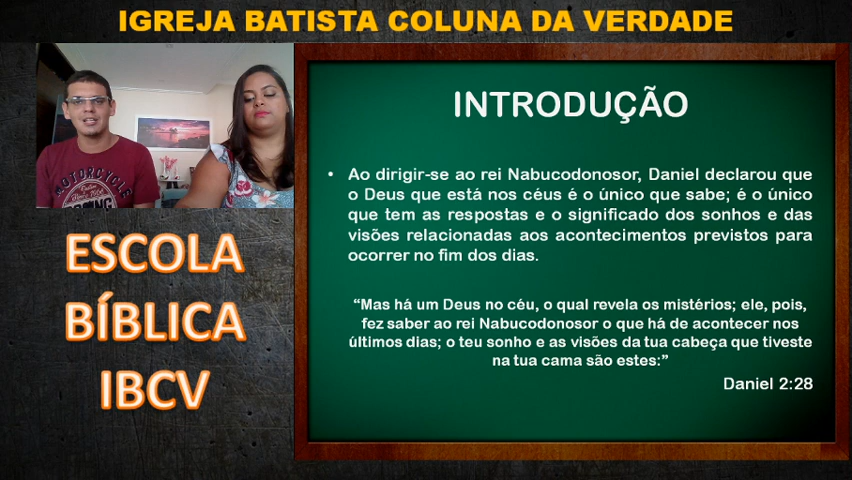 IGREJA BATISTA COLUNA DA VERDADE
MOTORCYCLE
ESCOLA
BÍBLICA
IBCV
INTRODUÇÃO
• Ao dirigir-se ao rei Nabucodonosor, Daniel declarou que
o Deus que está nos céus é o único que sabe; é o único
que tem as respostas e o significado dos sonhos e das
visões relacionadas aos acontecimentos previstos para
ocorrer no fim dos dias.
“Mas há um Deus no céu, o qual revela os mistérios; ele, pois,
fez saber ao rei Nabucodonosor o que há de acontecer nos
últimos dias; o teu sonho e as visões da tua cabeça que tiveste
na tua cama são estes:”
Daniel 2:28